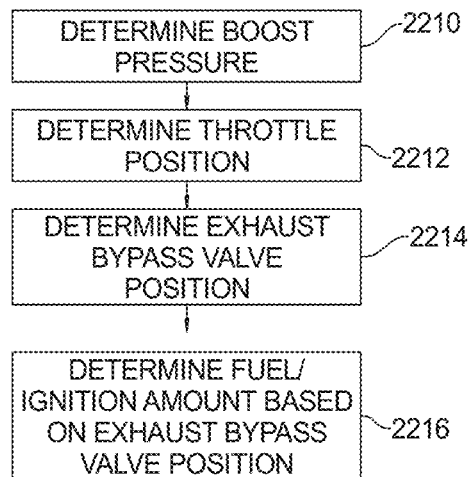 DETERMINE BOOST
PRESSURE
2210
DETERMINE THROTTLE
POSITION
2212
DETERMINE EXHAUST
BYPASS VALVE
POSITION
2214
DETERMINE FUEL/
IGNITION AMOUNT BASED
ON EXHAUST BYPASS
VALVE POSITION
2216